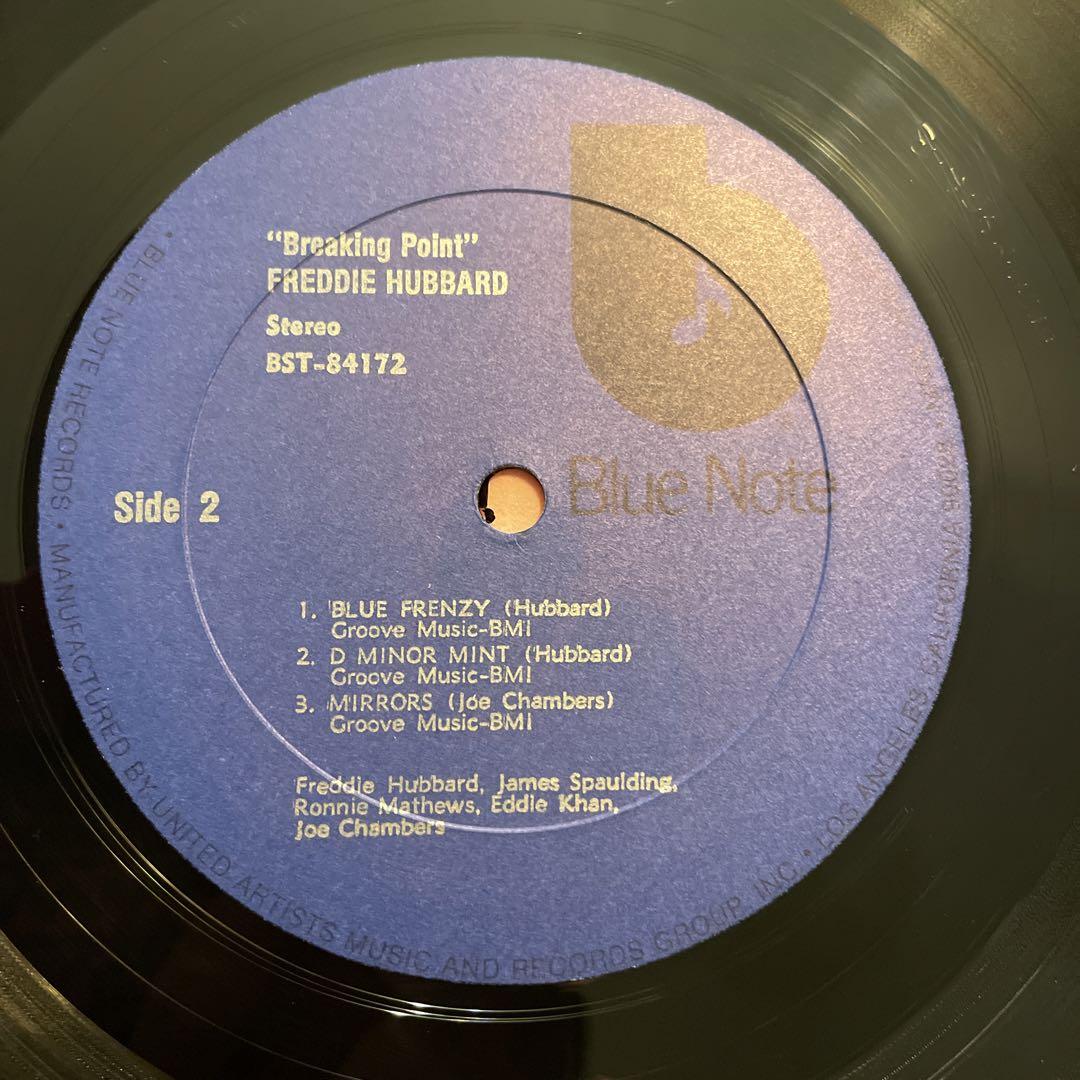 "Breaking Point"
FREDDIE HUBBARD
Stereo
BST-84172
Blue Note
Side 2
1. BLUE FRENZY (Hubbard)
Groove Music-BMI
2. D MINOR MINT (Hubbard)
Groove Music-BMI
3. MIRRORS (Joe Chambers)
Groove Music-BMI
Freddie Hubbard, James Spaulding,
Ronnie Mathews, Eddie Khan,
Joe Chambers
• BLUE NOTE RECORDS • MANUFACTURED BY UNITED ARTISTS MUSIC AND RECORDS GROUP, INC. • LOS ANGELES, CALIFORNIA 90028 •